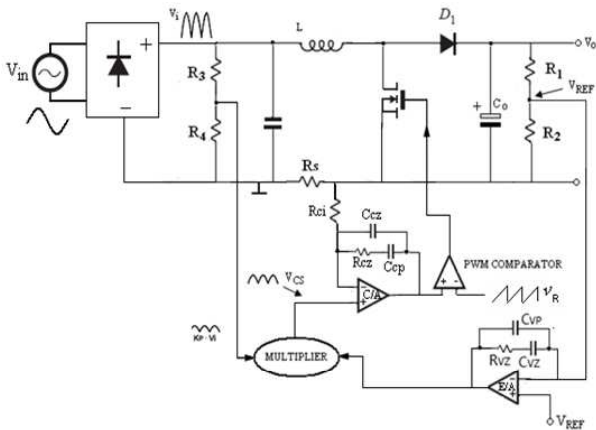 Vi
L
D1
Vo
Vin
+
−
R3
R4
R1
VREF
+
Co
R2
Rs
Rci
Ccz
Rcz
Ccp
PWM COMPARATOR
+ -
VCS
−
C/A
+
vR
KP · Vi
MULTIPLIER
CVP
RVZ
CVZ
−
E/A
+
VREF